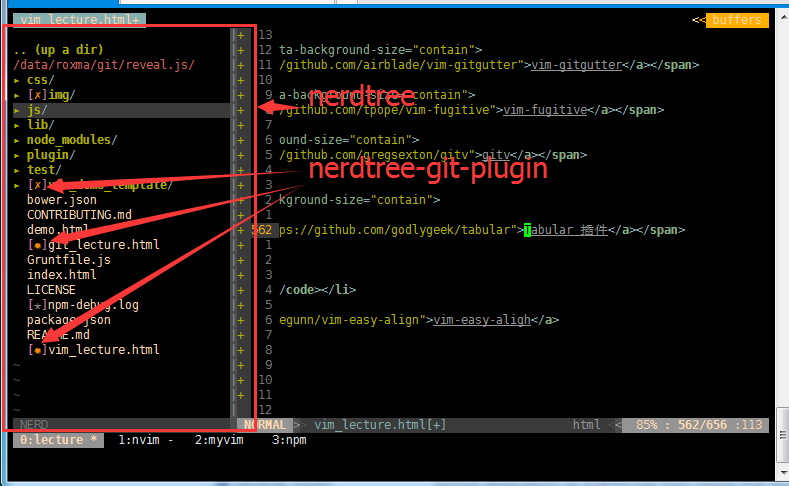 vim_lecture.html+ << buffers
.. (up a dir)
/data/roxma/git/reveal.js/
▸ css/
▸ [✗]img/
▸ js/
▸ lib/
▸ node_modules/
▸ plugin/
▸ test/
▸ [✗]vim_demo_template/
bower.json
CONTRIBUTING.md
demo.html
[✹]git_lecture.html
Gruntfile.js
index.html
LICENSE
[★]npm-debug.log
package.json
README.md
[✹]vim_lecture.html
~
~
~
~
NERD
|+ 13
|+ 12 ta-background-size="contain">
|+ 11 /github.com/airblade/vim-gitgutter">vim-gitgutter</a></span>
|+ 10
|+ 9 a-background-size="contain">
|+ 8 /github.com/tpope/vim-fugitive">vim-fugitive</a></span>
|+ 7
|+ 6 ound-size="contain">
|+ 5 /github.com/gregsexton/gitv">gitv</a></span>
|+ 4
|+ 3
|+ 2 kground-size="contain">
|+ 1
|+ 562 ps://github.com/godlygeek/tabular">Tabular 插件</a></span>
|+ 1
|+ 2
|+ 3
|+ 4 /code></li>
|+ 5
|+ 6 egunn/vim-easy-align">vim-easy-aligh</a>
|+ 7
|+ 8
|+ 9
|+ 10
|+ 11
| 12
nerdtree
nerdtree-git-plugin
NORMAL >> vim_lecture.html[+] html << 85% : 562/656 :113
0:lecture * 1:nvim - 2:myvim 3:npm